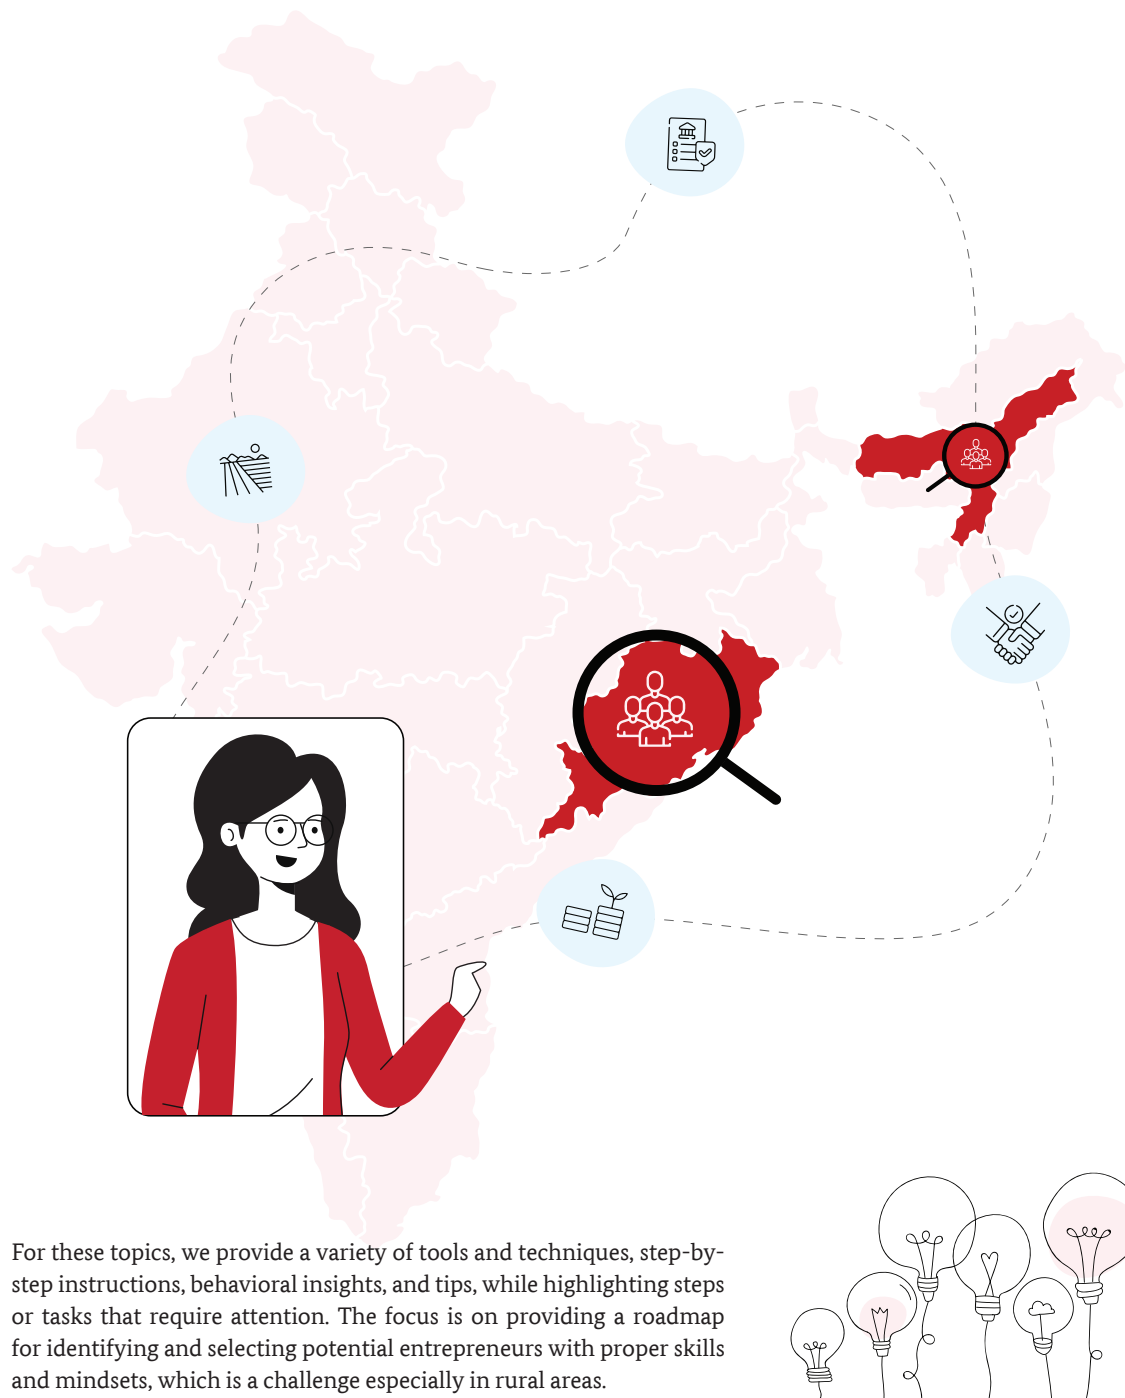 For these topics, we provide a variety of tools and techniques, step-by-
step instructions, behavioral insights, and tips, while highlighting steps
or tasks that require attention. The focus is on providing a roadmap
for identifying and selecting potential entrepreneurs with proper skills
and mindsets, which is a challenge especially in rural areas.